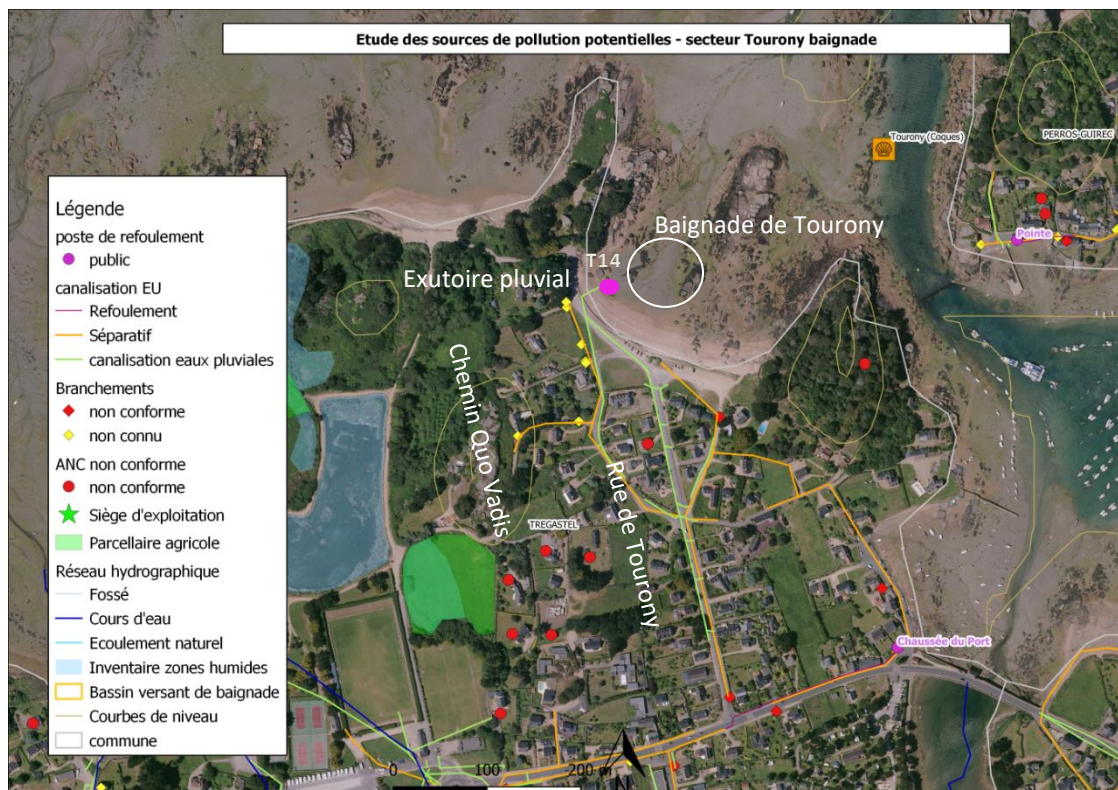 Etude des sources de pollution potentielles - secteur Tourony baignade
Tourony (Coques)
PERROS-GUIREC
Pointe
Baignade de Tourony
T14
Exutoire pluvial
Chemin Quo Vadis
Rue de Tourony
TREGASTEL
Chaussée du Port
Légende
poste de refoulement
public
canalisation EU
Refoulement
Séparatif
canalisation eaux pluviales
Branchements
non conforme
non connu
ANC non conforme
non conforme
Siège d'exploitation
Parcellaire agricole
Réseau hydrographique
Fossé
Cours d'eau
Ecoulement naturel
Inventaire zones humides
Bassin versant de baignade
Courbes de niveau
commune
0 100 200 m
N